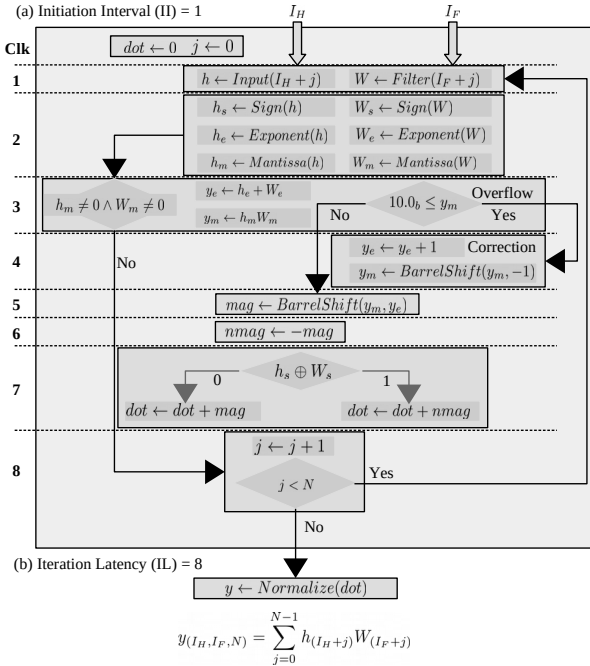 (a) Initiation Interval (II) = 1 I_H I_F
Clk dot ← 0 j ← 0
1 h ← Input(I_H + j) W ← Filter(I_F + j)
h_s ← Sign(h) W_s ← Sign(W)
2 h_e ← Exponent(h) W_e ← Exponent(W)
h_m ← Mantissa(h) W_m ← Mantissa(W)
y_e ← h_e + W_e Overflow
3 h_m ≠ 0 ∧ W_m ≠ 0 No 10.0_b ≤ y_m Yes
y_m ← h_m W_m
No y_e ← y_e + 1 Correction
4 y_m ← BarrelShift(y_m, −1)
5 mag ← BarrelShift(y_m, y_e)
6 nmag ← −mag
0 h_s ⊕ W_s 1
7
dot ← dot + mag dot ← dot + nmag
j ← j + 1
8 j < N Yes
No
(b) Iteration Latency (IL) = 8
y ← Normalize(dot)
y_{(I_H,I_F,N)} = \sum_{j=0}^{N−1} h_{(I_H+j)} W_{(I_F+j)}